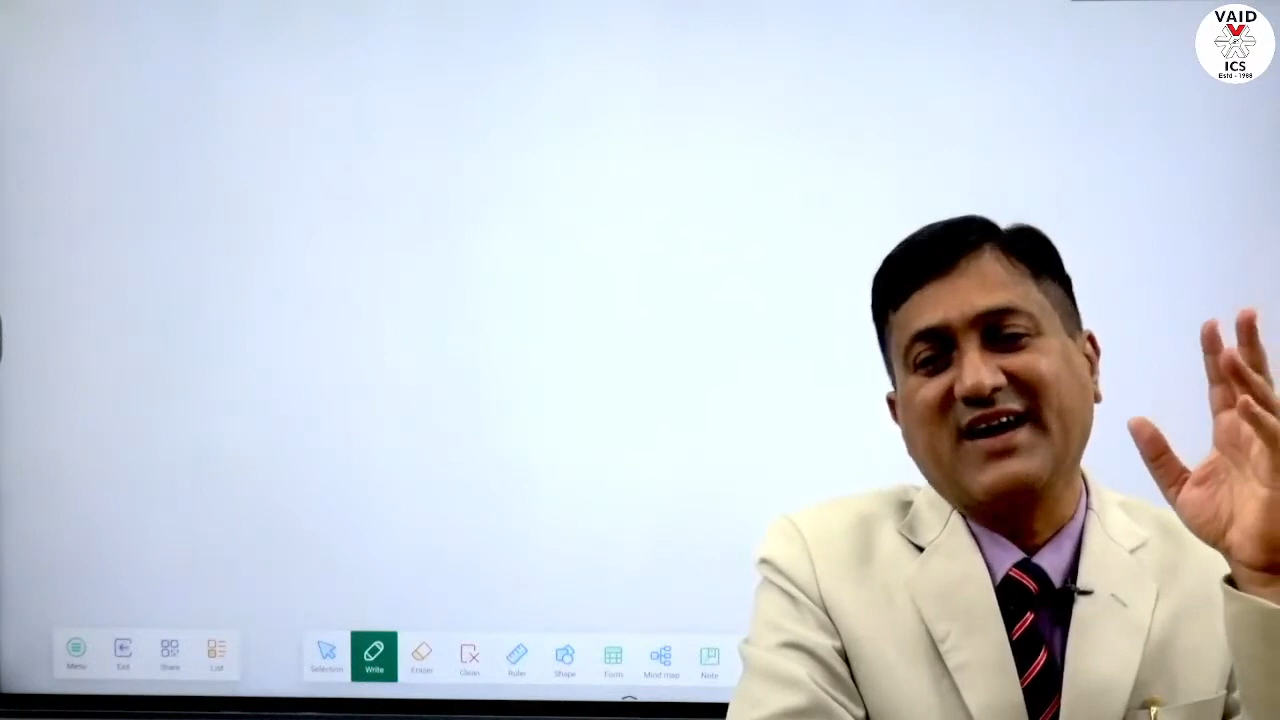 VAID
ICS
Estd - 1988
Menu
Exit
Share
List
Selection
Write
Eraser
Clean
Ruler
Shape
Form
Mind map
Note